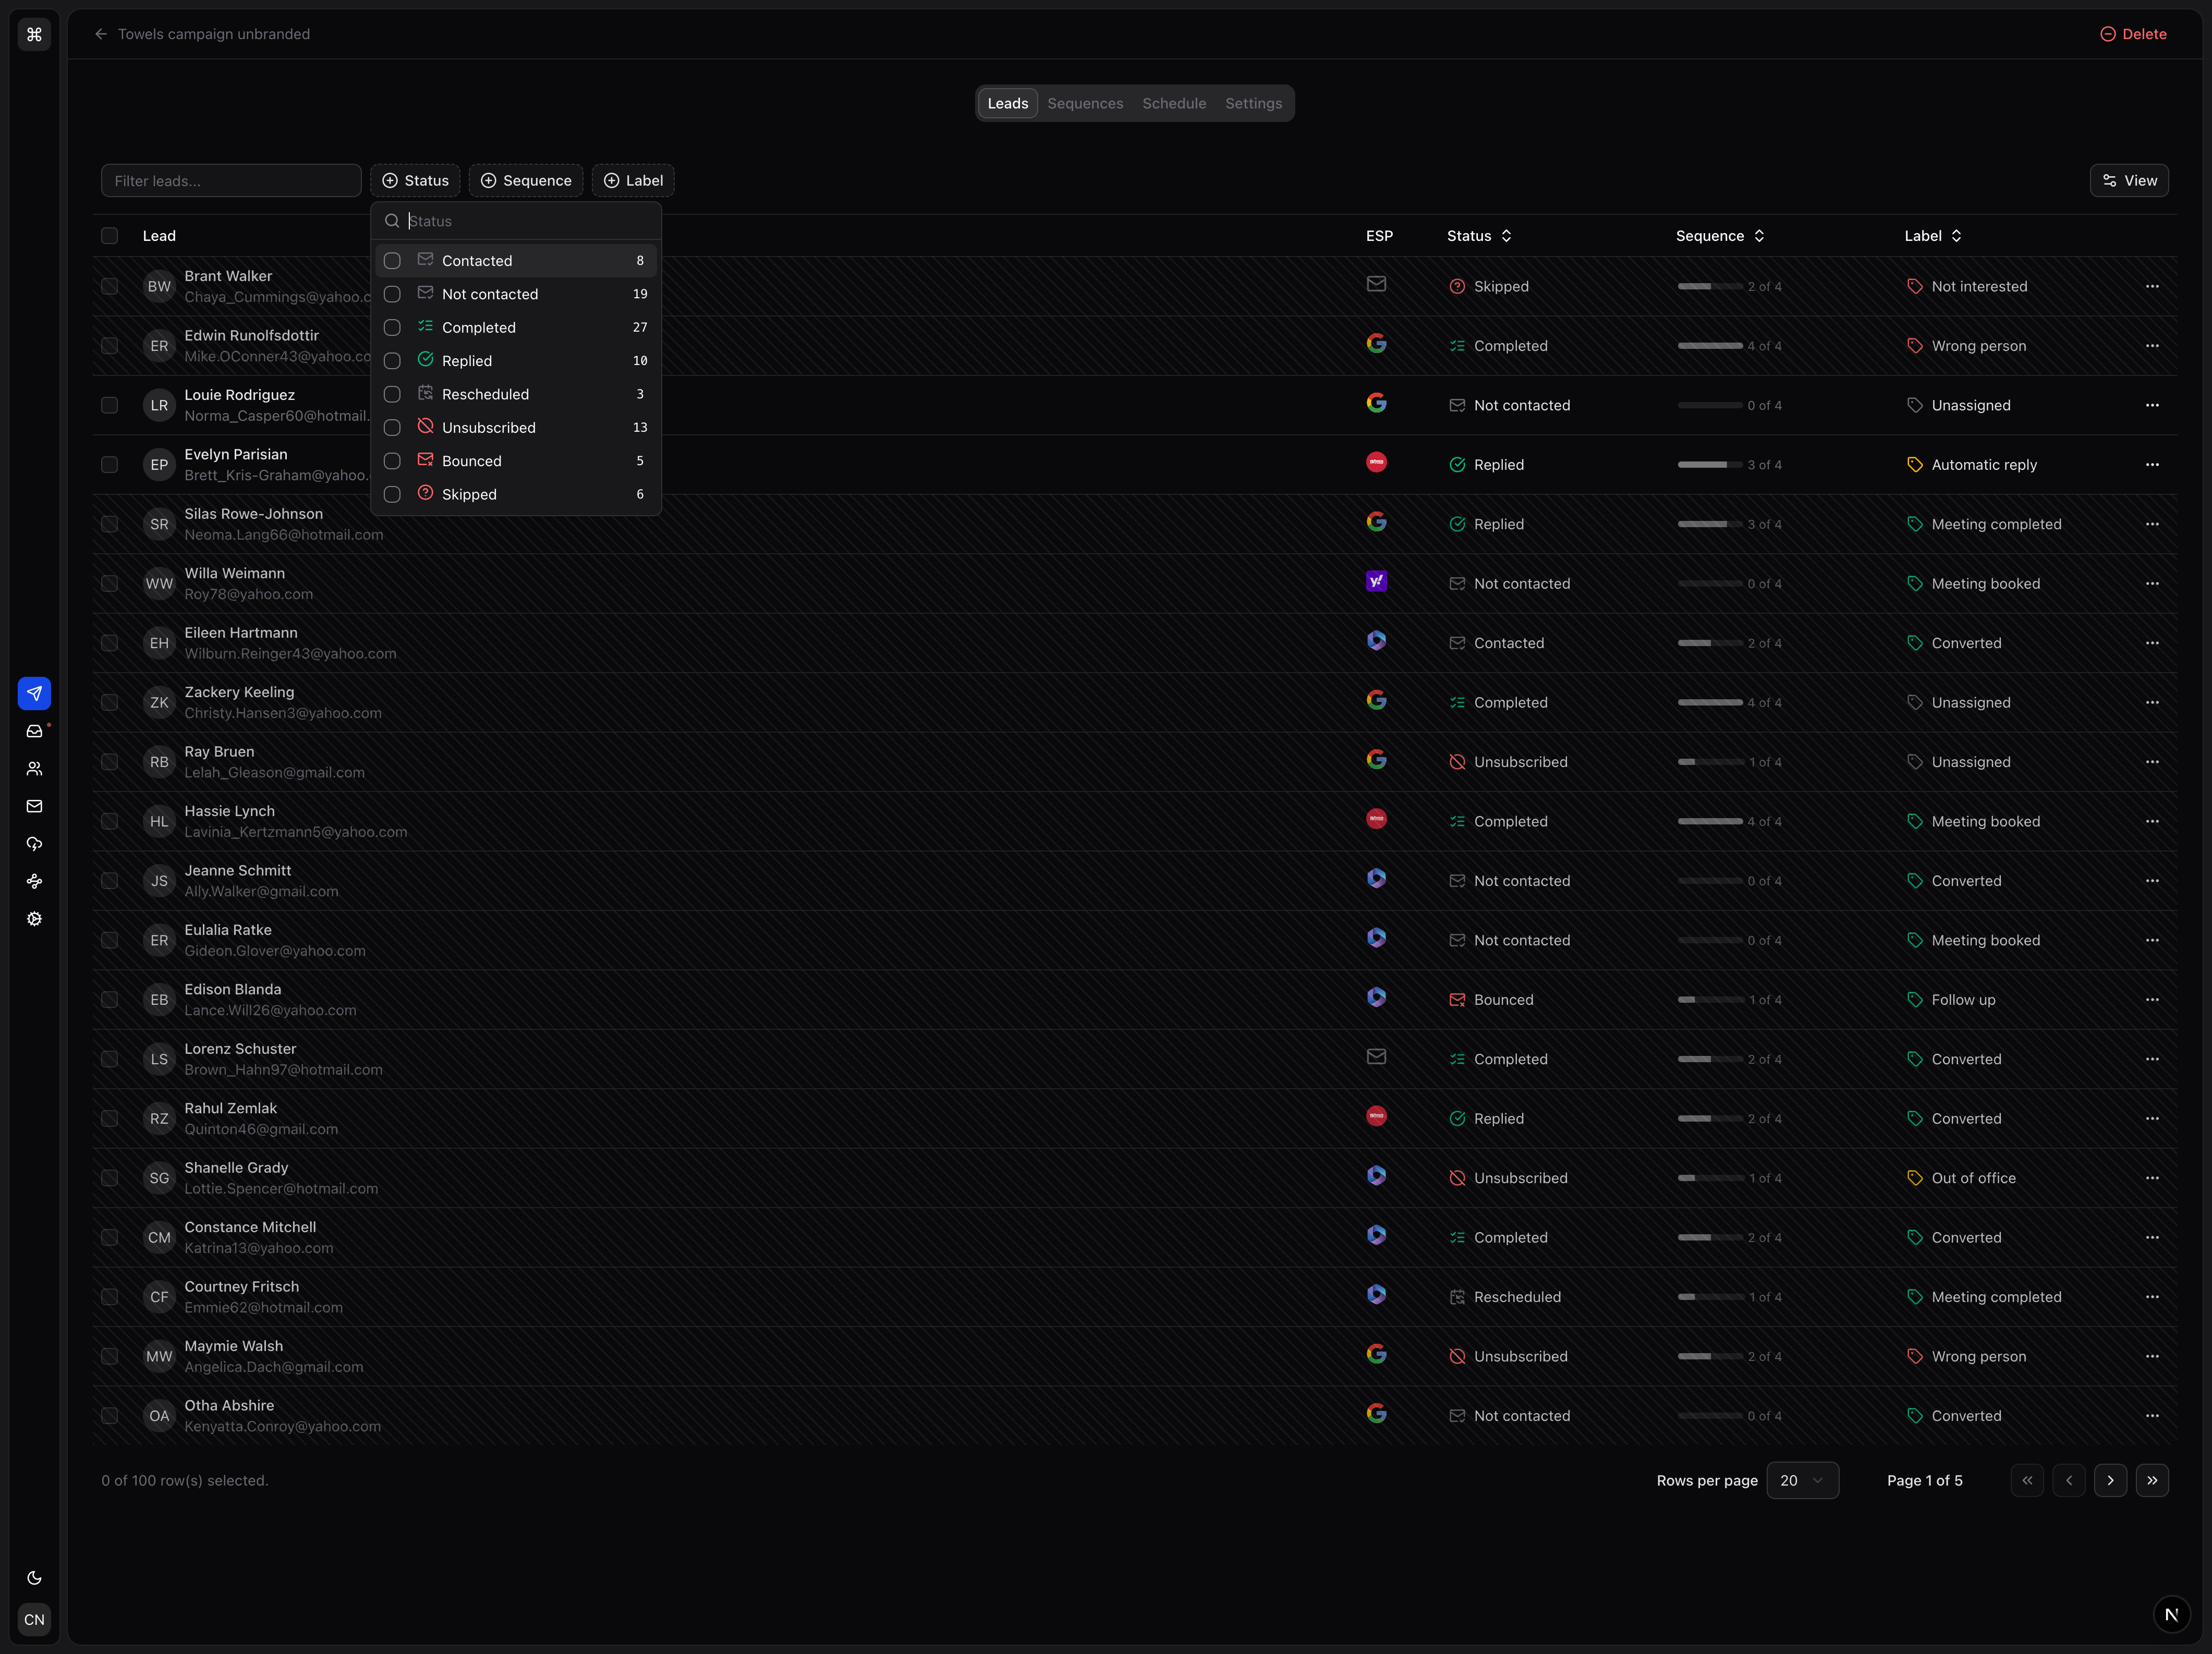 ⌘
Towels campaign unbranded
Delete
Leads Sequences Schedule Settings
Filter leads...
Status
Sequence
Label
View
Status
Contacted 8
Not contacted 19
Completed 27
Replied 10
Rescheduled 3
Unsubscribed 13
Bounced 5
Skipped 6
Lead ESP Status Sequence Label
BW Brant Walker Skipped 2 of 4 Not interested
Chaya_Cummings@yahoo.c
ER Edwin Runolfsdottir Completed 4 of 4 Wrong person
Mike.OConner43@yahoo.co
LR Louie Rodriguez Not contacted 0 of 4 Unassigned
Norma_Casper60@hotmail.
EP Evelyn Parisian Replied 3 of 4 Automatic reply
Brett_Kris-Graham@yahoo.
SR Silas Rowe-Johnson Replied 3 of 4 Meeting completed
Neoma.Lang66@hotmail.com
WW Willa Weimann y! Not contacted 0 of 4 Meeting booked
Roy78@yahoo.com
EH Eileen Hartmann Contacted 2 of 4 Converted
Wilburn.Reinger43@yahoo.com
ZK Zackery Keeling Completed 4 of 4 Unassigned
Christy.Hansen3@yahoo.com
RB Ray Bruen Unsubscribed 1 of 4 Unassigned
Lelah_Gleason@gmail.com
HL Hassie Lynch Completed 4 of 4 Meeting booked
Lavinia_Kertzmann5@yahoo.com
JS Jeanne Schmitt Not contacted 0 of 4 Converted
Ally.Walker@gmail.com
ER Eulalia Ratke Not contacted 0 of 4 Meeting booked
Gideon.Glover@yahoo.com
EB Edison Blanda Bounced 1 of 4 Follow up
Lance.Will26@yahoo.com
LS Lorenz Schuster Completed 2 of 4 Converted
Brown_Hahn97@hotmail.com
RZ Rahul Zemlak Replied 2 of 4 Converted
Quinton46@gmail.com
SG Shanelle Grady Unsubscribed 1 of 4 Out of office
Lottie.Spencer@hotmail.com
CM Constance Mitchell Completed 2 of 4 Converted
Katrina13@yahoo.com
CF Courtney Fritsch Rescheduled 1 of 4 Meeting completed
Emmie62@hotmail.com
MW Maymie Walsh Unsubscribed 2 of 4 Wrong person
Angelica.Dach@gmail.com
OA Otha Abshire Not contacted 0 of 4 Converted
Kenyatta.Conroy@yahoo.com
0 of 100 row(s) selected. Rows per page 20 Page 1 of 5
CN
N